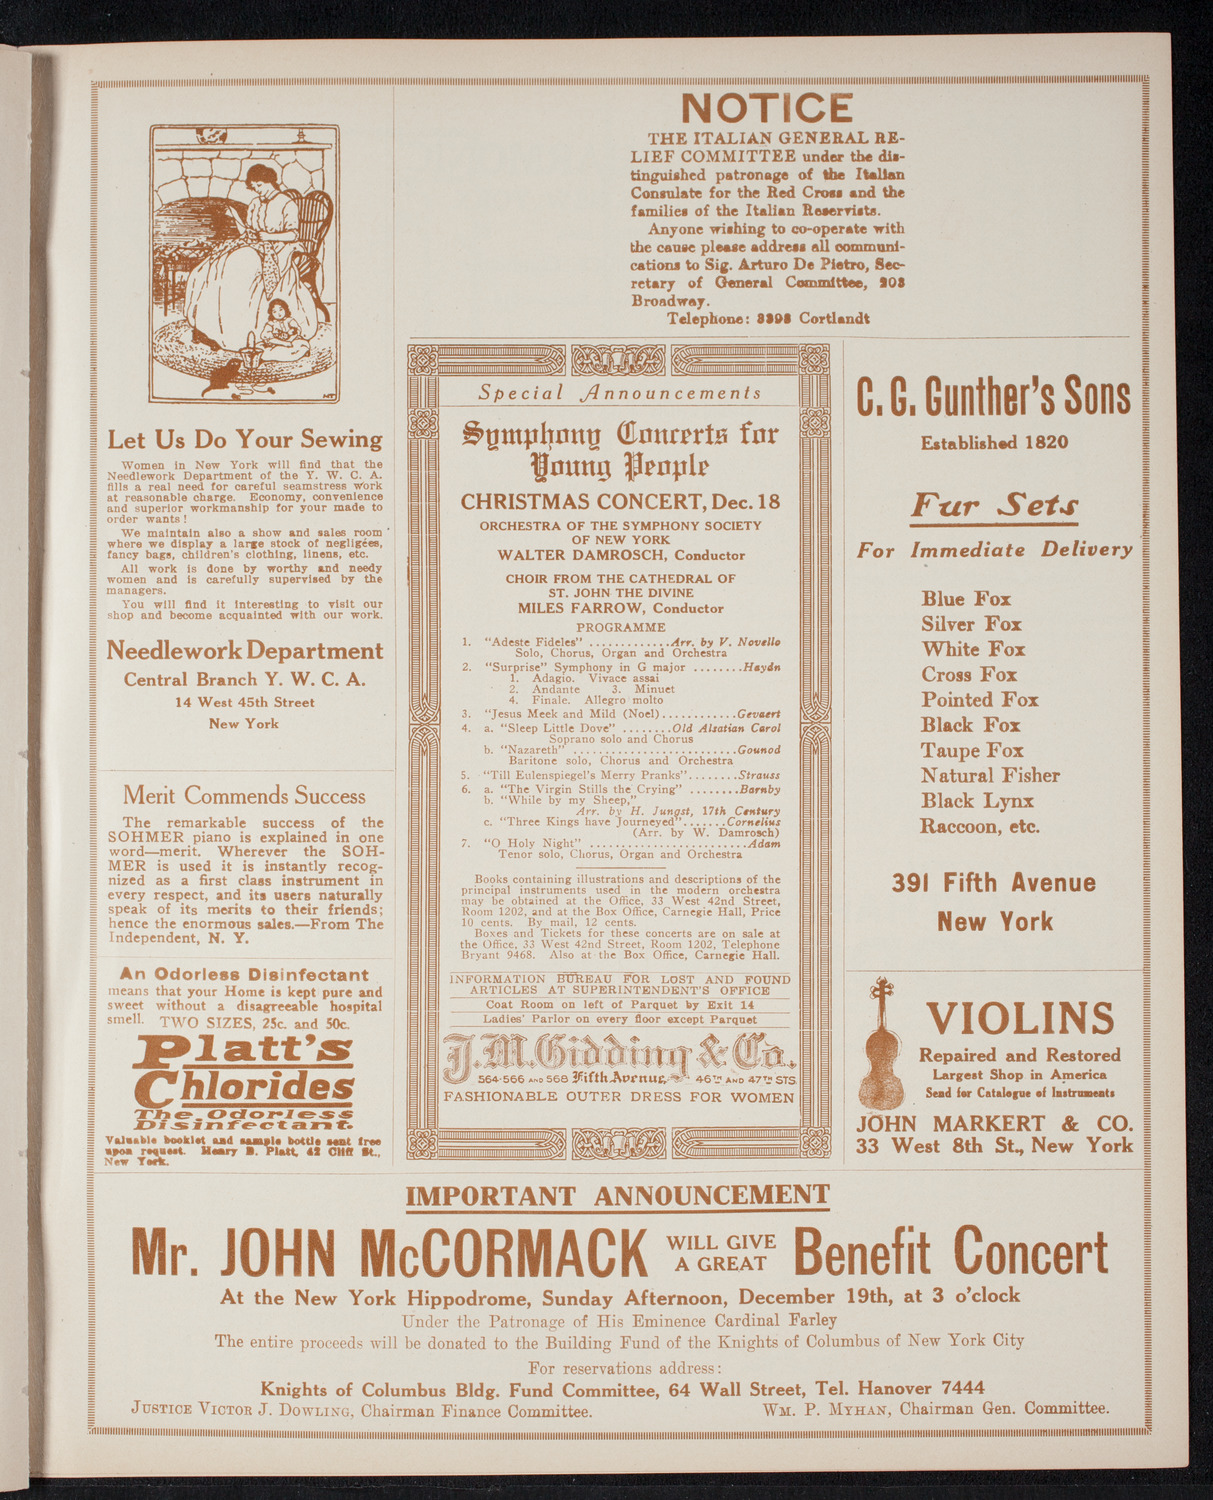 NOTICE
THE ITALIAN GENERAL RE-
LIEF COMMITTEE under the dis-
tinguished patronage of the Italian
Consulate for the Red Cross and the
families of the Italian Reservists.
Anyone wishing to co-operate with
the cause please address all communi-
cations to Sig. Arturo De Pietro, Sec-
retary of General Committee, 203
Broadway.
Telephone: 3398 Cortlandt
Let Us Do Your Sewing
Women in New York will find that the
Needlework Department of the Y. W. C. A.
fills a real need for careful seamstress work
at reasonable charge. Economy, convenience
and superior workmanship for your made to
order wants!
We maintain also a show and sales room
where we display a large stock of negligées,
fancy bags, children's clothing, linens, etc.
All work is done by worthy and needy
women and is carefully supervised by the
managers.
You will find it interesting to visit our
shop and become acquainted with our work.
Needlework Department
Central Branch Y. W. C. A.
14 West 45th Street
New York
Merit Commends Success
The remarkable success of the
SOHMER piano is explained in one
word—merit. Wherever the SOH-
MER is used it is instantly recog-
nized as a first class instrument in
every respect, and its users naturally
speak of its merits to their friends;
hence the enormous sales.—From The
Independent, N. Y.
An Odorless Disinfectant
means that your Home is kept pure and
sweet without a disagreeable hospital
smell. TWO SIZES, 25c. and 50c.
Platt's
Chlorides
The Odorless
Disinfectant.
Valuable booklet and sample bottle sent free
upon request. Henry B. Platt, 42 Cliff St.,
New York.
Special Announcements
Symphony Concerts for
Young People
CHRISTMAS CONCERT, Dec. 18
ORCHESTRA OF THE SYMPHONY SOCIETY
OF NEW YORK
WALTER DAMROSCH, Conductor
CHOIR FROM THE CATHEDRAL OF
ST. JOHN THE DIVINE
MILES FARROW, Conductor
PROGRAMME
1. "Adeste Fideles" ............Arr. by V. Novello
Solo, Chorus, Organ and Orchestra
2. "Surprise" Symphony in G major ........Haydn
1. Adagio. Vivace assai
2. Andante 3. Minuet
4. Finale. Allegro molto
3. "Jesus Meek and Mild (Noel)............Gevaert
4. a. "Sleep Little Dove" ........Old Alsatian Carol
Soprano solo and Chorus
b. "Nazareth" ........................Gounod
Baritone solo, Chorus and Orchestra
5. "Till Eulenspiegel's Merry Pranks"........Strauss
6. a. "The Virgin Stills the Crying" ........Barnby
b. "While by my Sheep,"
Arr. by H. Jungst, 17th Century
c. "Three Kings have Journeyed"......Cornelius
(Arr. by W. Damrosch)
7. "O Holy Night" .......................Adam
Tenor solo, Chorus, Organ and Orchestra
Books containing illustrations and descriptions of the
principal instruments used in the modern orchestra
may be obtained at the Office, 33 West 42nd Street,
Room 1202, and at the Box Office, Carnegie Hall, Price
10 cents. By mail, 12 cents.
Boxes and Tickets for these concerts are on sale at
the Office, 33 West 42nd Street, Room 1202, Telephone
Bryant 9468. Also at the Box Office, Carnegie Hall.
INFORMATION BUREAU FOR LOST AND FOUND
ARTICLES AT SUPERINTENDENT'S OFFICE
Coat Room on left of Parquet by Exit 14
Ladies' Parlor on every floor except Parquet
J. M. Gidding & Co.
564-566 AND 568 Fifth Avenue, 46TH AND 47TH STS.
FASHIONABLE OUTER DRESS FOR WOMEN
C. G. Gunther's Sons
Established 1820
Fur Sets
For Immediate Delivery
Blue Fox
Silver Fox
White Fox
Cross Fox
Pointed Fox
Black Fox
Taupe Fox
Natural Fisher
Black Lynx
Raccoon, etc.
391 Fifth Avenue
New York
VIOLINS
Repaired and Restored
Largest Shop in America
Send for Catalogue of Instruments
JOHN MARKERT & CO.
33 West 8th St., New York
IMPORTANT ANNOUNCEMENT
Mr. JOHN McCORMACK WILL GIVE A GREAT Benefit Concert
At the New York Hippodrome, Sunday Afternoon, December 19th, at 3 o'clock
Under the Patronage of His Eminence Cardinal Farley
The entire proceeds will be donated to the Building Fund of the Knights of Columbus of New York City
For reservations address:
Knights of Columbus Bldg. Fund Committee, 64 Wall Street, Tel. Hanover 7444
JUSTICE VICTOR J. DOWLING, Chairman Finance Committee. WM. P. MYHAN, Chairman Gen. Committee.